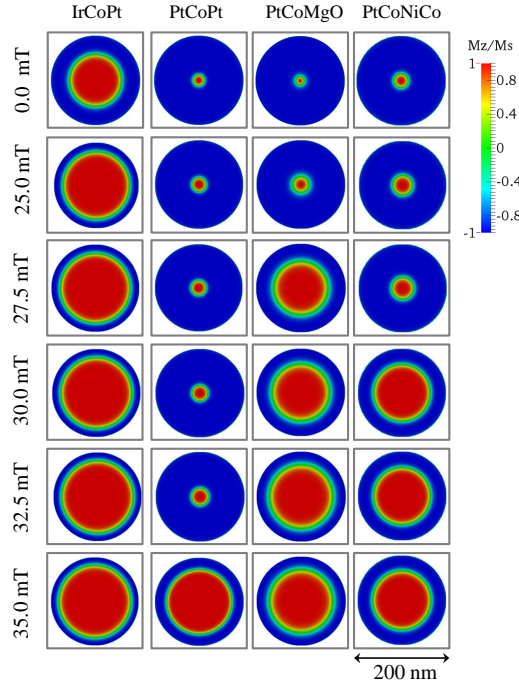 IrCoPt PtCoPt PtCoMgO PtCoNiCo
Mz/Ms
0.0 mT
1
0.8
0.4
0
-0.4
-0.8
-1
25.0 mT
27.5 mT
30.0 mT
32.5 mT
35.0 mT
200 nm